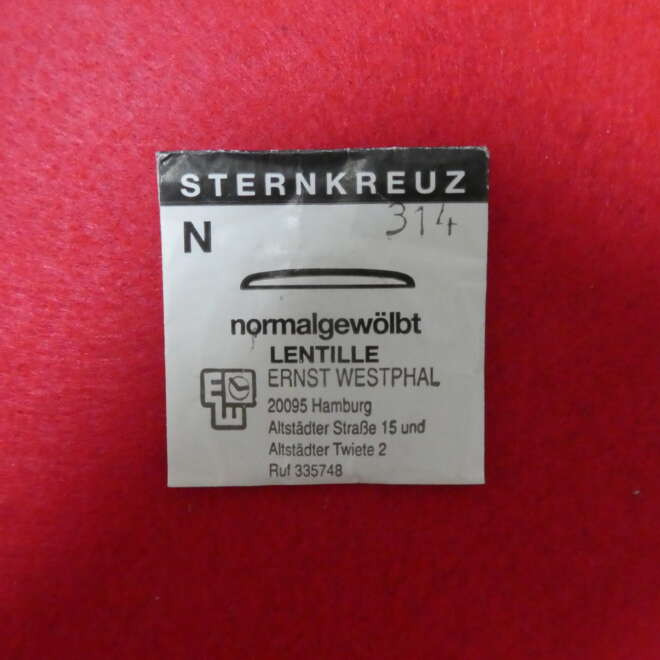 STERNKREUZ
N 314
normalgewölbt
LENTILLE
ERNST WESTPHAL
20095 Hamburg
Altstädter Straße 15 und
Altstädter Twiete 2
Ruf 335748